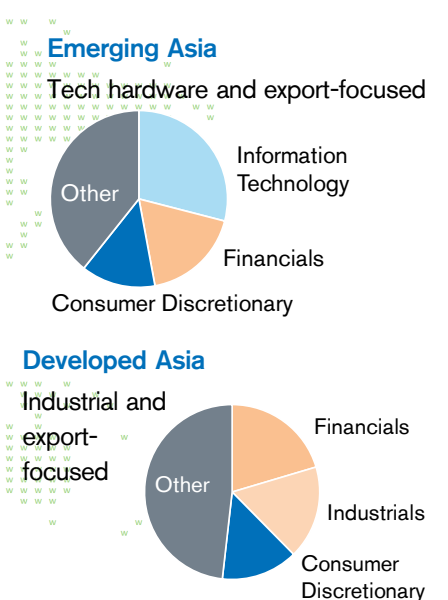 Emerging Asia
Tech hardware and export-focused
Information
Technology
Other
Financials
Consumer Discretionary
Developed Asia
Industrial and
export-
focused
Financials
Other
Industrials
Consumer
Discretionary